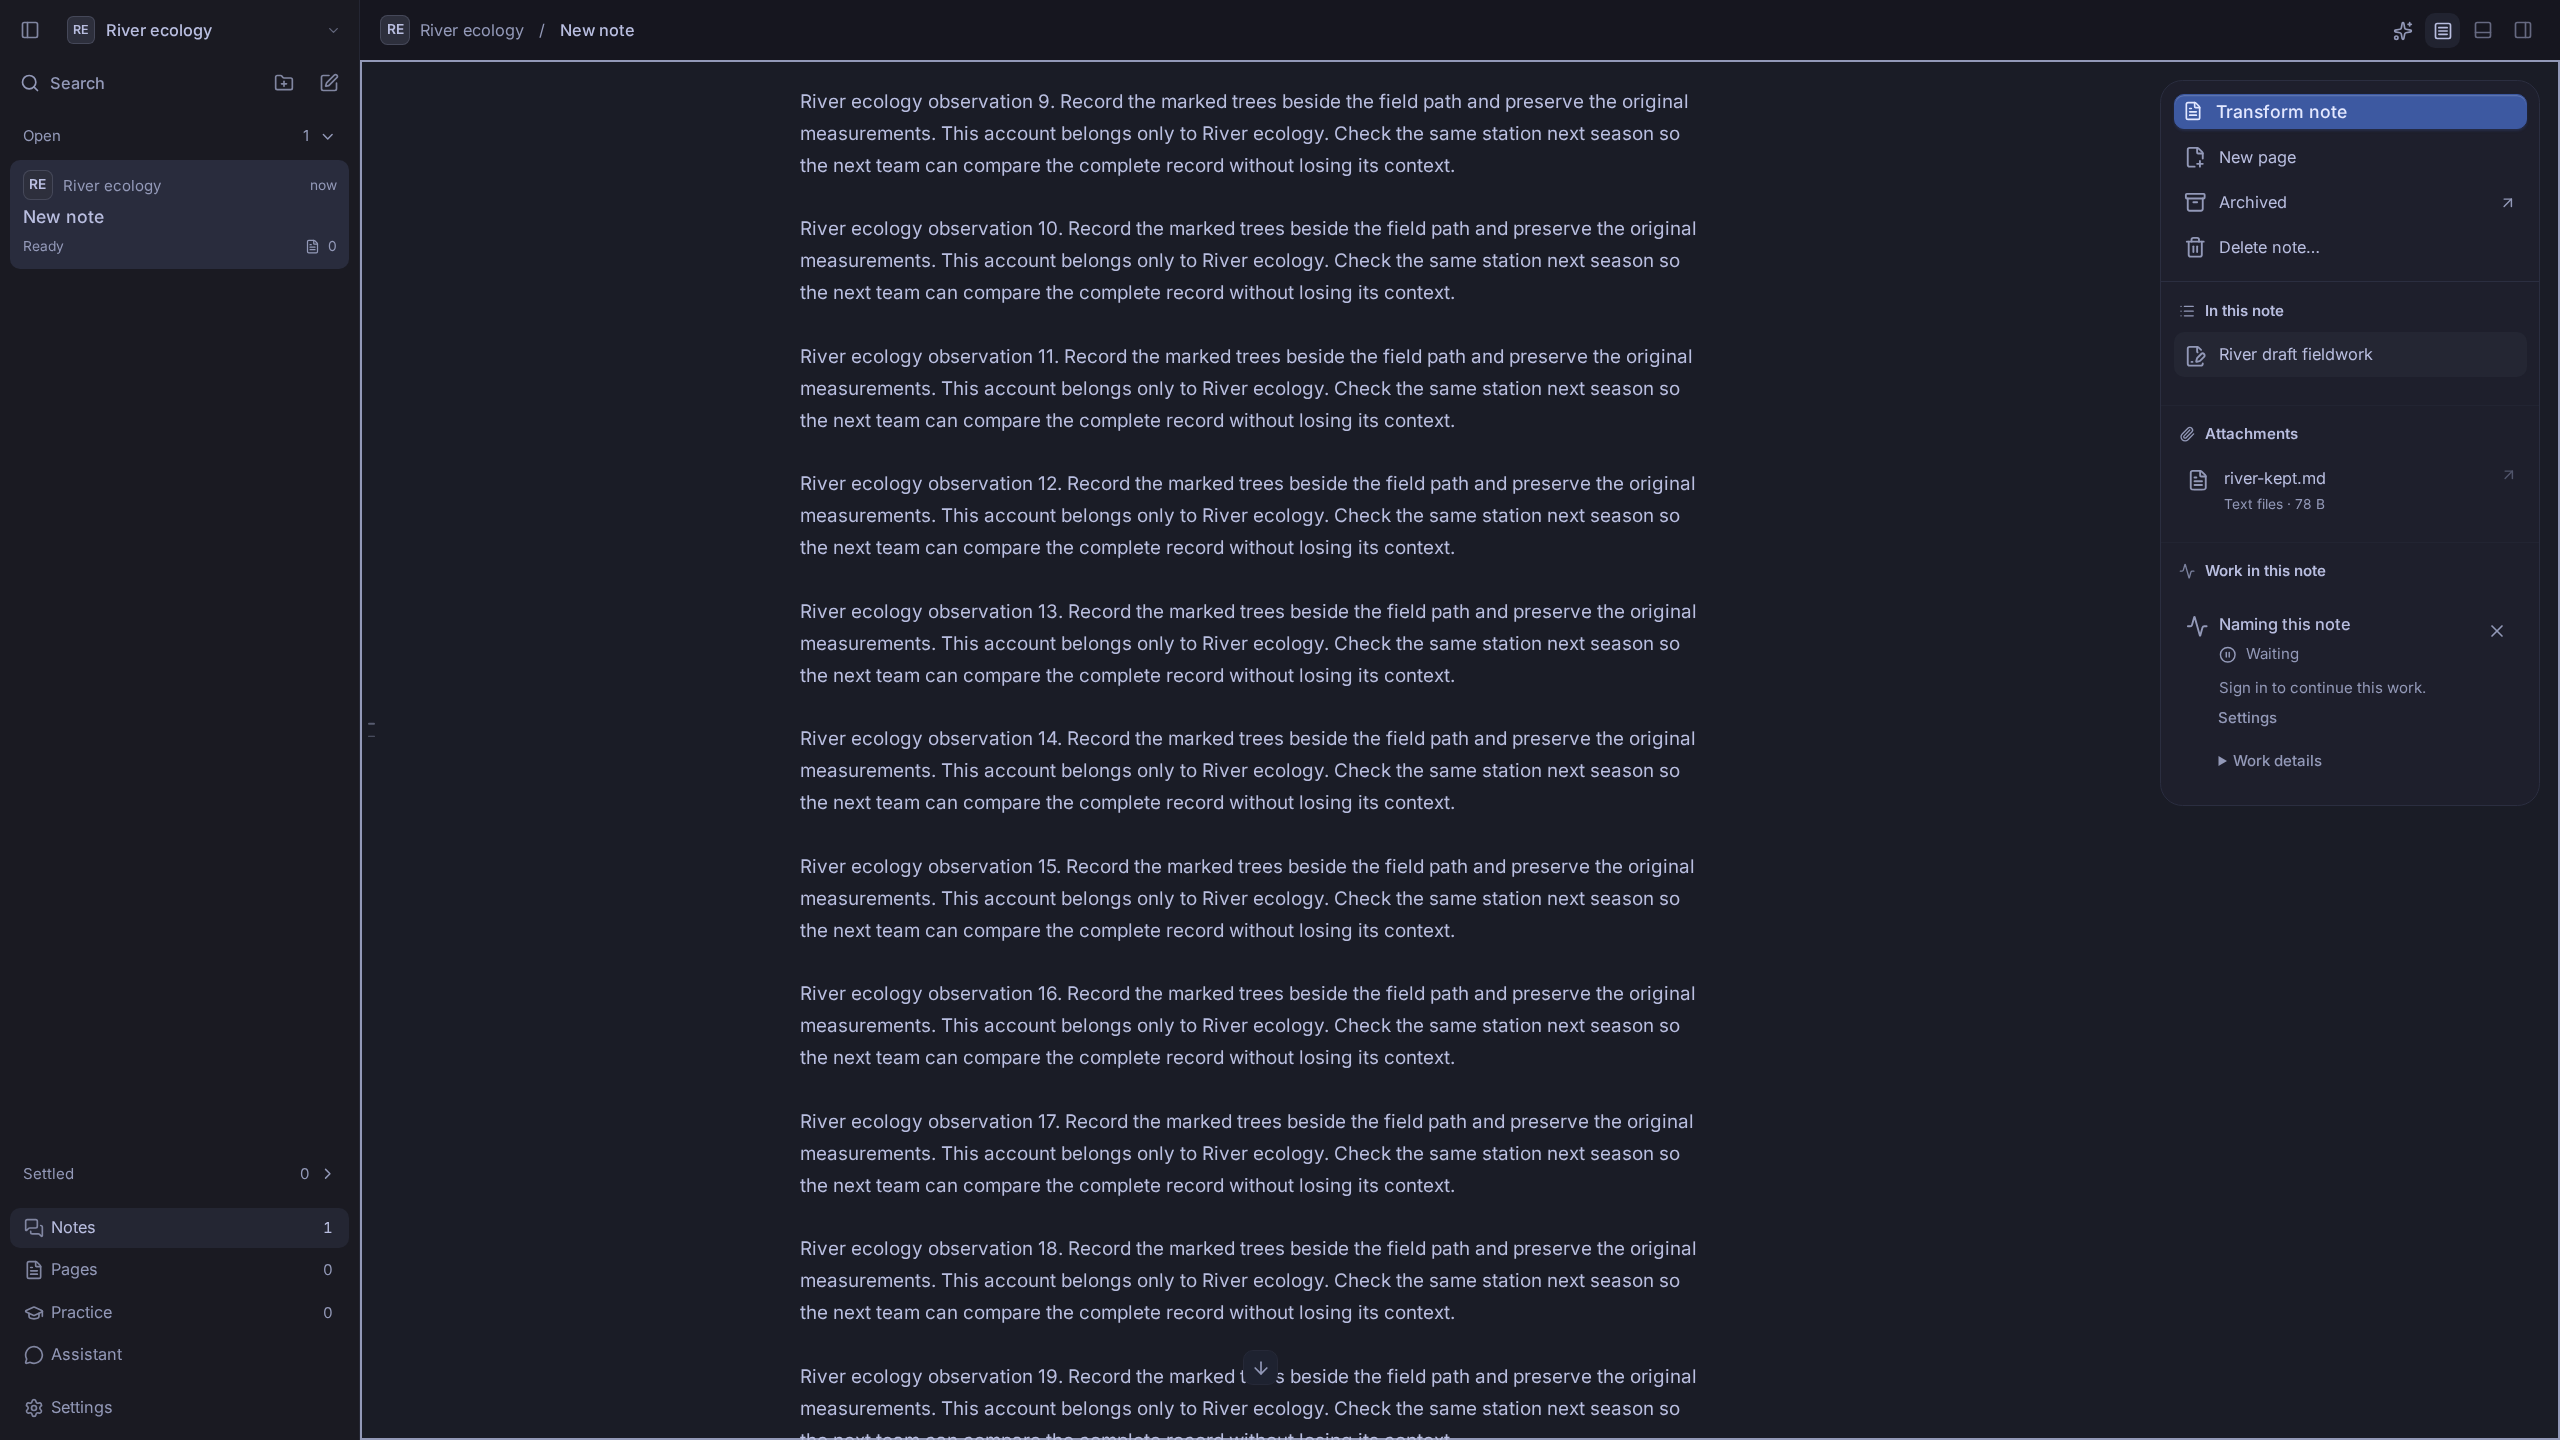 RE River ecology
Search
Open 1
RE River ecology now
New note
Ready 0
Settled 0
Notes 1
Pages 0
Practice 0
Assistant
Settings
RE River ecology / New note
River ecology observation 9. Record the marked trees beside the field path and preserve the original
measurements. This account belongs only to River ecology. Check the same station next season so
the next team can compare the complete record without losing its context.
River ecology observation 10. Record the marked trees beside the field path and preserve the original
measurements. This account belongs only to River ecology. Check the same station next season so
the next team can compare the complete record without losing its context.
River ecology observation 11. Record the marked trees beside the field path and preserve the original
measurements. This account belongs only to River ecology. Check the same station next season so
the next team can compare the complete record without losing its context.
River ecology observation 12. Record the marked trees beside the field path and preserve the original
measurements. This account belongs only to River ecology. Check the same station next season so
the next team can compare the complete record without losing its context.
River ecology observation 13. Record the marked trees beside the field path and preserve the original
measurements. This account belongs only to River ecology. Check the same station next season so
the next team can compare the complete record without losing its context.
River ecology observation 14. Record the marked trees beside the field path and preserve the original
measurements. This account belongs only to River ecology. Check the same station next season so
the next team can compare the complete record without losing its context.
River ecology observation 15. Record the marked trees beside the field path and preserve the original
measurements. This account belongs only to River ecology. Check the same station next season so
the next team can compare the complete record without losing its context.
River ecology observation 16. Record the marked trees beside the field path and preserve the original
measurements. This account belongs only to River ecology. Check the same station next season so
the next team can compare the complete record without losing its context.
River ecology observation 17. Record the marked trees beside the field path and preserve the original
measurements. This account belongs only to River ecology. Check the same station next season so
the next team can compare the complete record without losing its context.
River ecology observation 18. Record the marked trees beside the field path and preserve the original
measurements. This account belongs only to River ecology. Check the same station next season so
the next team can compare the complete record without losing its context.
River ecology observation 19. Record the marked beside the field path and preserve the original
measurements. This account belongs only to River ecology. Check the same station next season so
the next team can compare the complete record without losing its context.
Transform note
New page
Archived
Delete note...
In this note
River draft fieldwork
Attachments
river-kept.md
Text files · 78 B
Work in this note
Naming this note
Waiting
Sign in to continue this work.
Settings
Work details